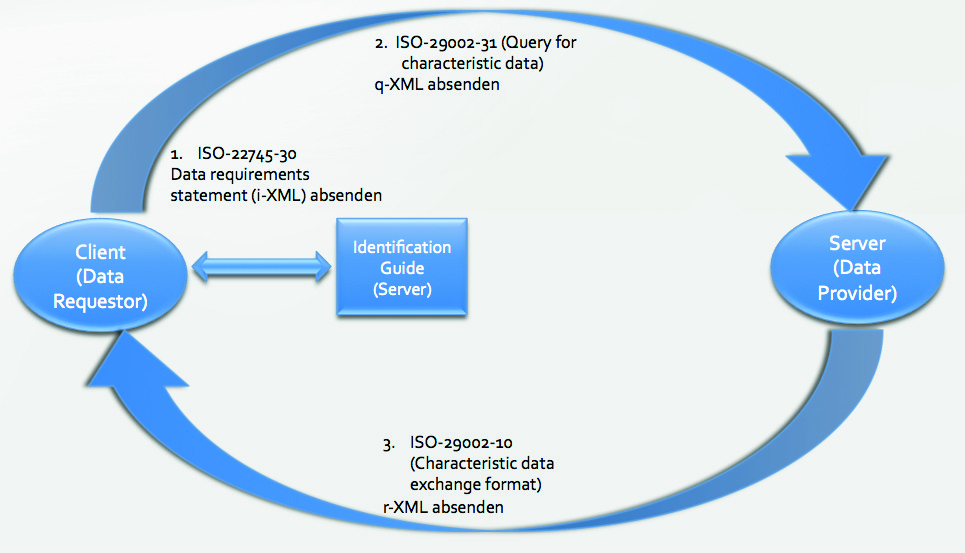 2. ISO-29002-31 (Query for
characteristic data)
q-XML absenden
1. ISO-22745-30
Data requirements
statement (i-XML) absenden
Client
(Data
Requestor)
Identification
Guide
(Server)
Server
(Data
Provider)
3. ISO-29002-10
(Characteristic data
exchange format)
r-XML absenden